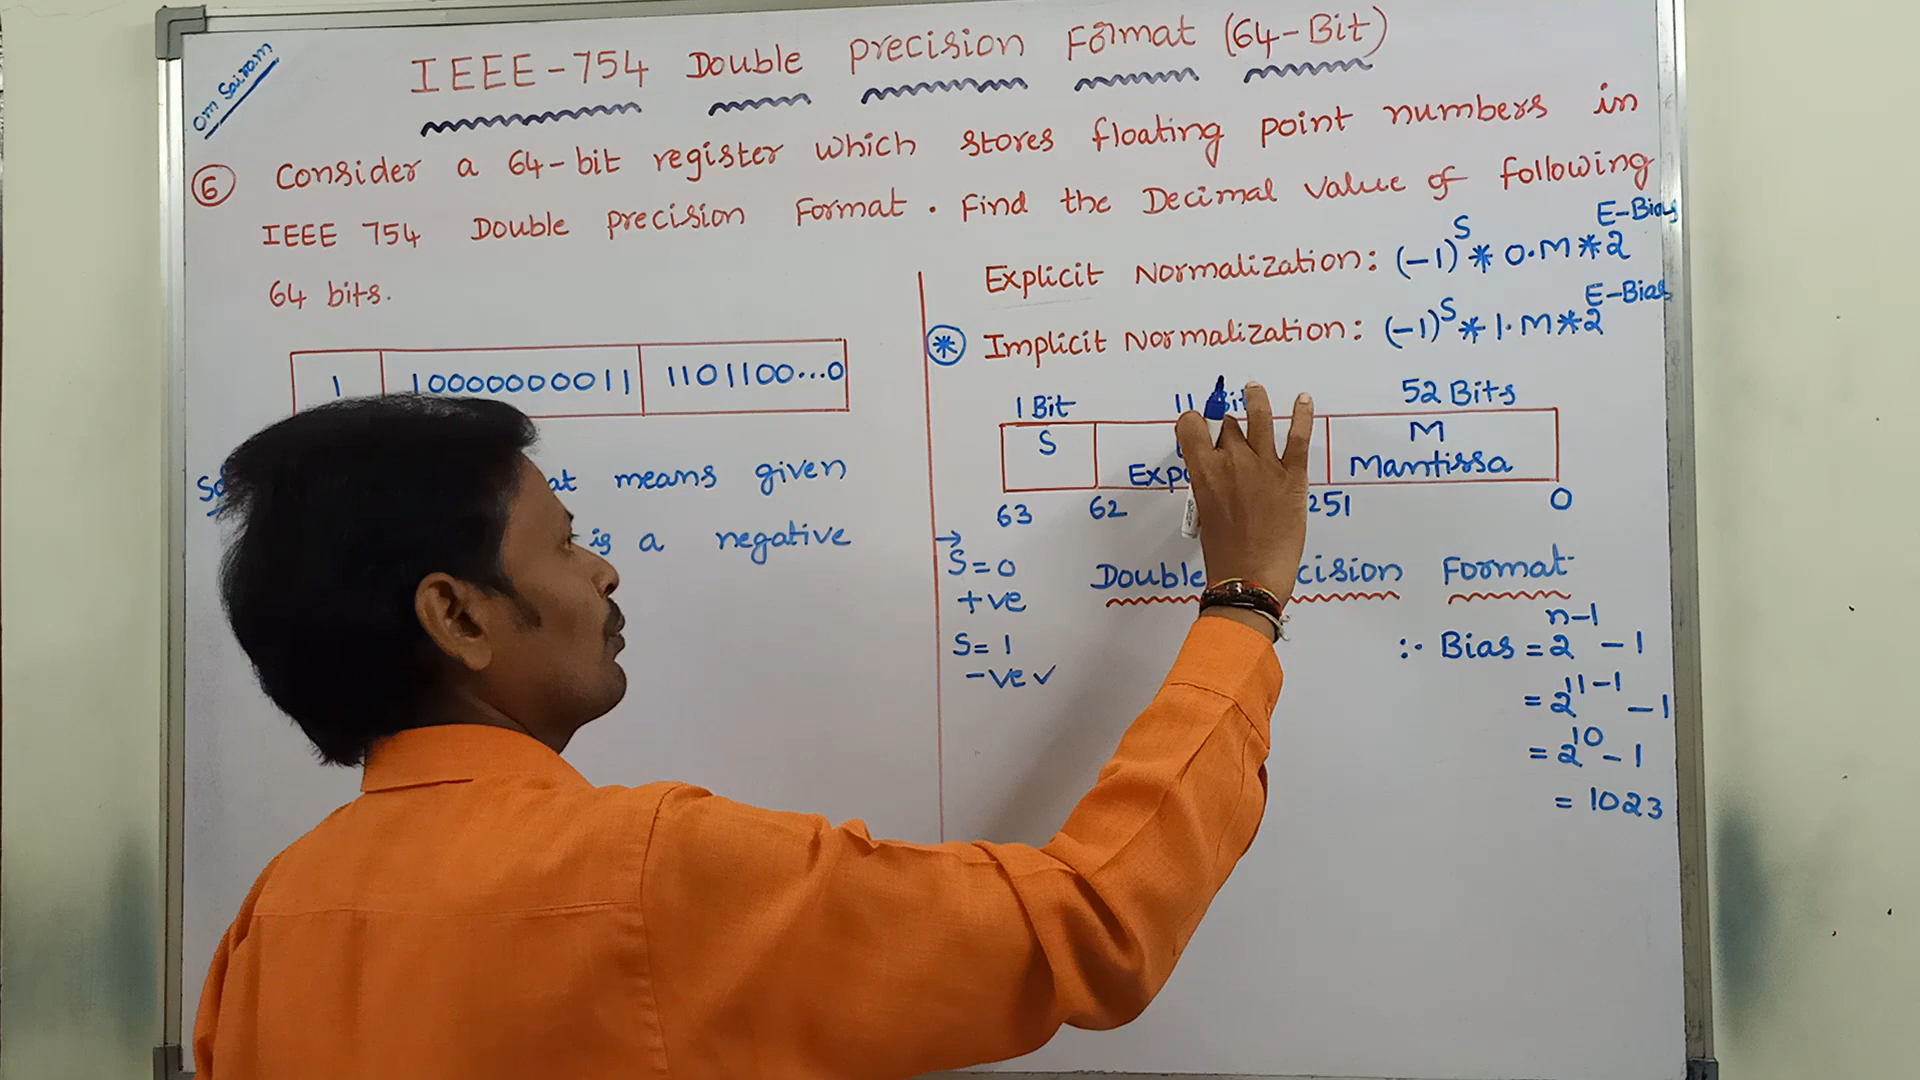 Om Sairam
IEEE-754 Double precision Format (64-Bit)
6 Consider a 64-bit register which stores floating point numbers in
IEEE 754 Double precision Format. Find the Decimal Value of following
64 bits.
1 10000000011 1101100...0
at means given
is a negative
Explicit Normalization: (-1)^S * 0.M * 2^E-Bias
* Implicit Normalization: (-1)^S * 1.M * 2^E-Bias
1 Bit 11 52 Bits
S M
Mantissa
63 62 51 0
→
S=0
+ve
S=1
-ve ✓
Double Format
∴ Bias = 2^n-1 - 1
= 2^11-1 - 1
= 2^10 - 1
= 1023